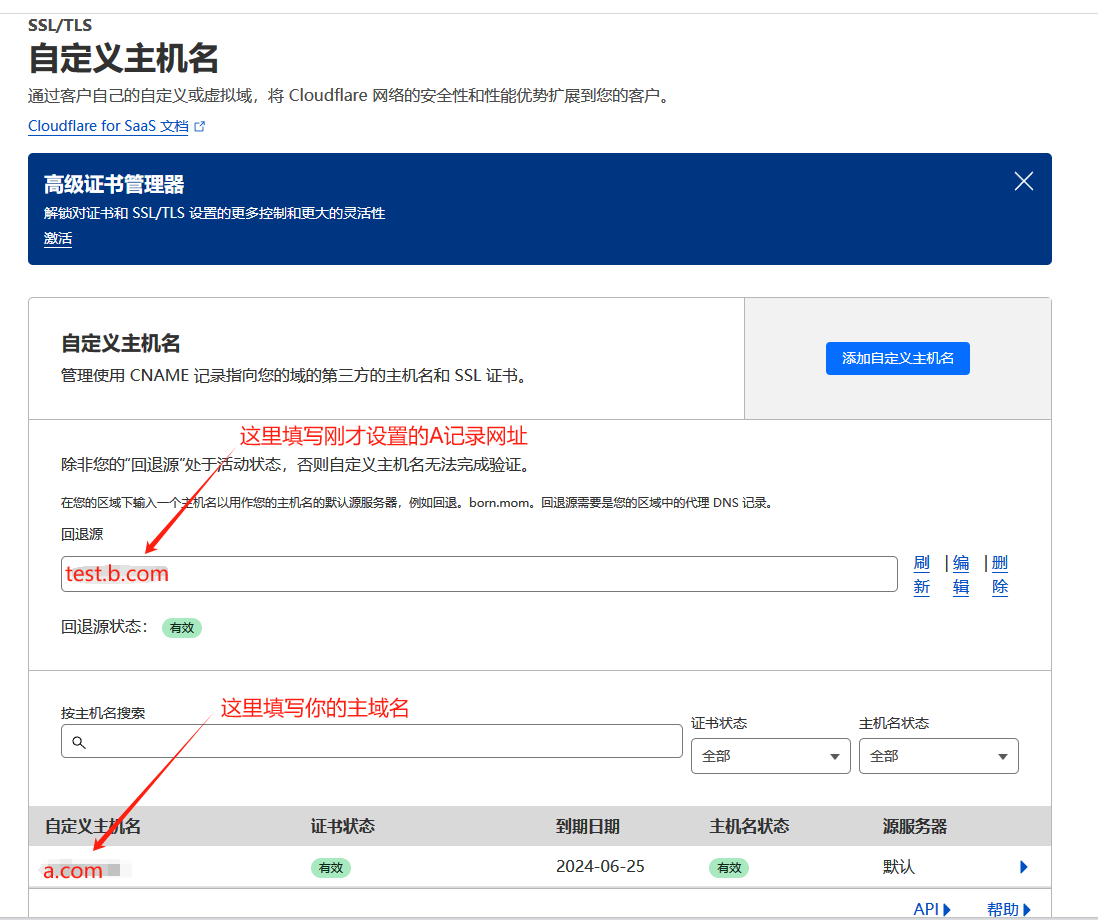 SSL/TLS
自定义主机名
通过客户自己的自定义或虚拟域，将 Cloudflare 网络的安全性和性能优势扩展到您的客户。
Cloudflare for SaaS 文档
高级证书管理器
解锁对证书和 SSL/TLS 设置的更多控制和更大的灵活性
激活
自定义主机名
管理使用 CNAME 记录指向您的域的第三方的主机名和 SSL 证书。
添加自定义主机名
这里填写刚才设置的A记录网址
除非您的“回退源”处于活动状态，否则自定义主机名无法完成验证。
在您的区域下输入一个主机名以用作您的主机名的默认源服务器，例如回退。born.mom。回退源需要是您的区域中的代理 DNS 记录。
回退源
test.b.com
刷新 | 编辑 | 删除
回退源状态： 有效
这里填写你的主域名
按主机名搜索
证书状态 主机名状态
全部 全部
自定义主机名 证书状态 到期日期 主机名状态 源服务器
a.com 有效 2024-06-25 有效 默认
API 帮助